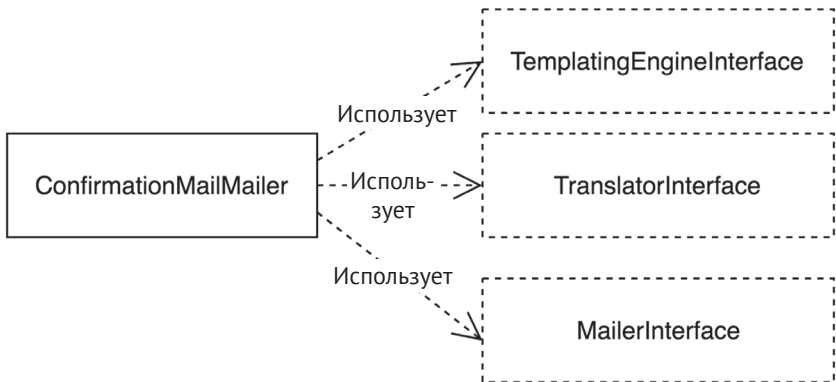 TemplatingEngineInterface
Использует
ConfirmationMailMailer
Исполь-
зует
TranslatorInterface
Использует
MailerInterface